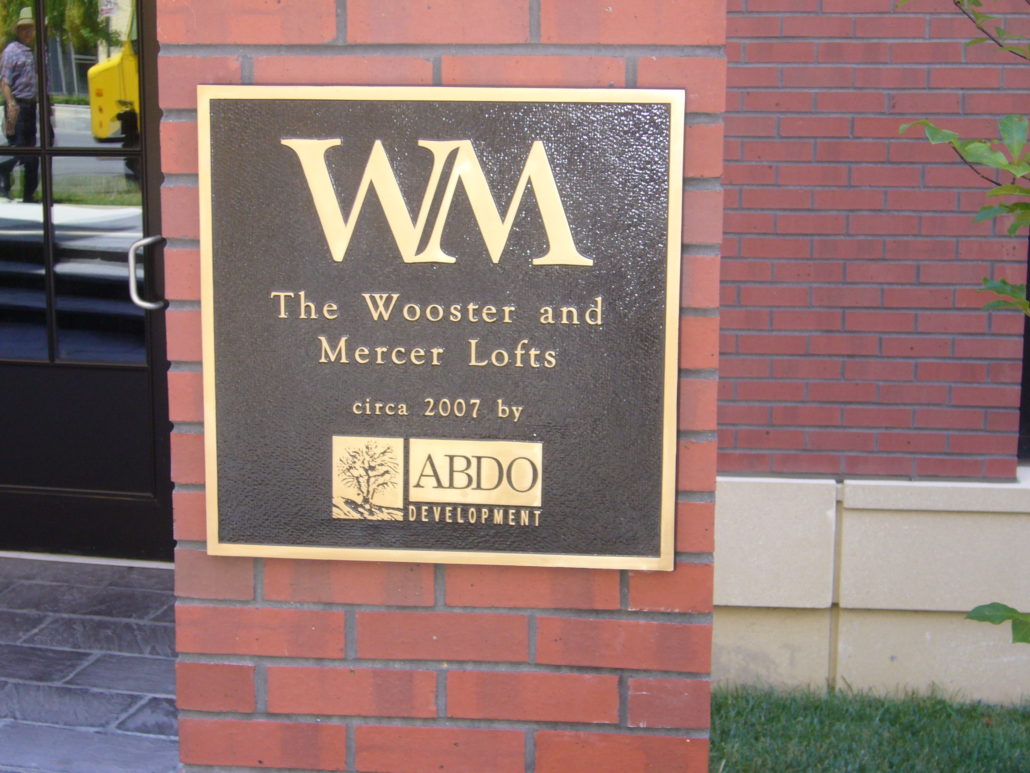 WM
The Wooster and
Mercer Lofts
circa 2007 by
ABDO
DEVELOPMENT